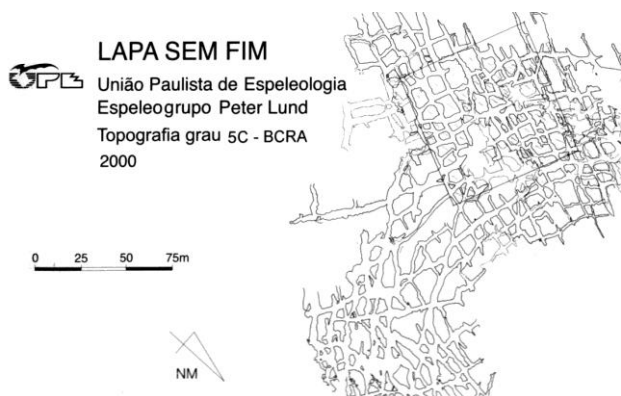 UPE
LAPA SEM FIM
União Paulista de Espeleologia
Espeleogrupo Peter Lund
Topografia grau 5C - BCRA
2000
0 25 50 75m
NM